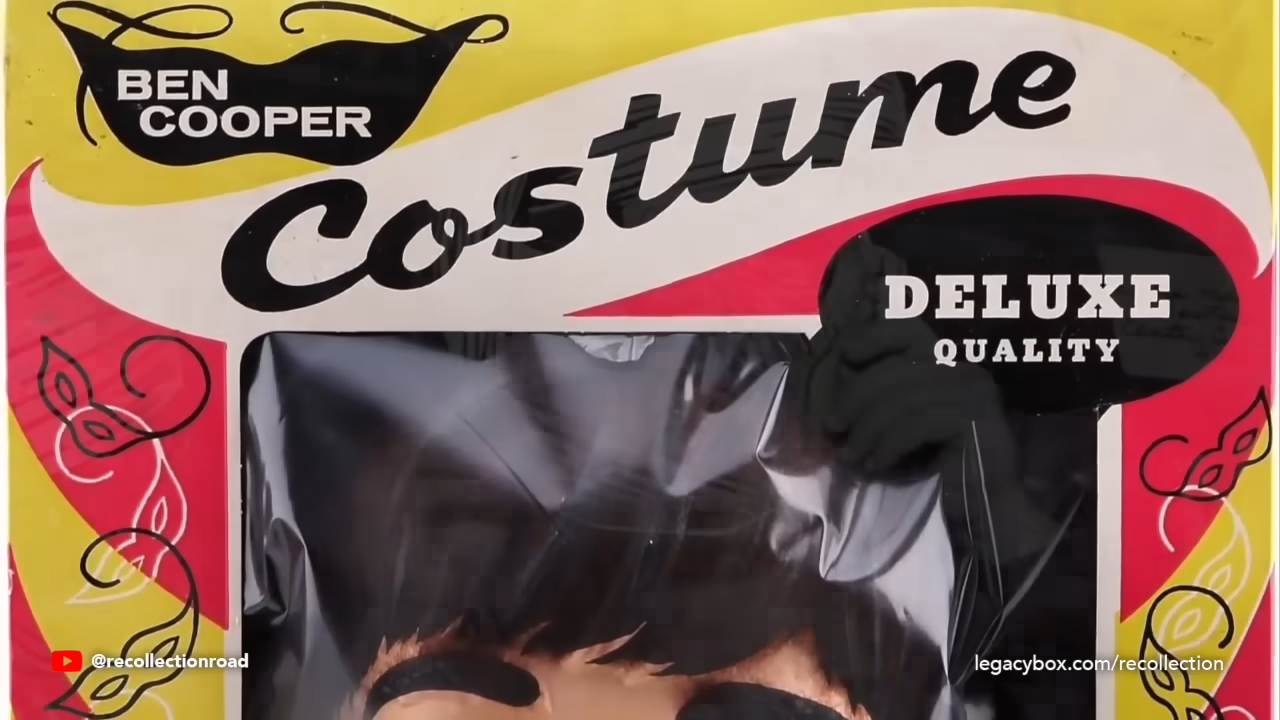 BEN
COOPER
Costume
DELUXE
QUALITY
@recollectionroad
legacybox.com/recollection